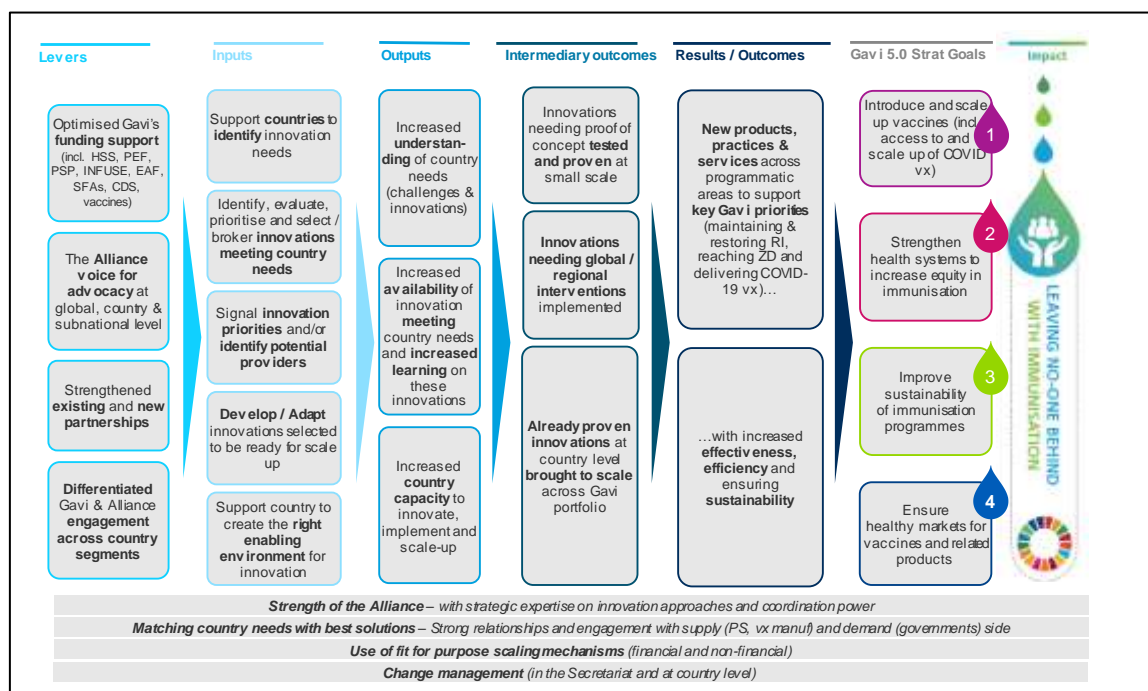 Levers
Inputs
Outputs
Intermediary outcomes
Results / Outcomes
Gavi 5.0 Strat Goals
Impact
Optimised Gavi's
funding support
(incl. HSS, PEF,
PSP, INFUSE, EAF,
SFAs, CDS,
vaccines)
The Alliance
voice for
advocacy at
global, country &
subnational level
Strengthened
existing and new
partnerships
Differentiated
Gavi & Alliance
engagement
across country
segments
Support countries to
identify innovation
needs
Identify, evaluate,
prioritise and select /
broker innovations
meeting country
needs
Signal innovation
priorities and/or
identify potential
providers
Develop / Adapt
innovations selected
to be ready for scale
up
Support country to
create the right
enabling
environment for
innovation
Increased
understan-
ding of country
needs
(challenges &
innovations)
Increased
availability of
innovation
meeting
country needs
and increased
learning on
these
innovations
Increased
country
capacity to
innovate,
implement and
scale-up
Innovations
needing proof of
concept tested
and proven at
small scale
Innovations
needing global /
regional
interventions
implemented
Already proven
innovations at
country level
brought to scale
across Gavi
portfolio
New products,
practices &
services across
programmatic
areas to support
key Gavi priorities
(maintaining &
restoring RI,
reaching ZD and
delivering COVID-
19 vx)…
…with increased
effectiveness,
efficiency and
ensuring
sustainability
1
Introduce and scale
up vaccines (incl.
access to and
scale up of COVID
vx)
2
Strengthen
health systems to
increase equity in
immunisation
3
Improve
sustainability
of immunisation
programmes
4
Ensure
healthy markets for
vaccines and related
products
LEAVING NO-ONE BEHIND
WITH IMMUNISATION
Strength of the Alliance – with strategic expertise on innovation approaches and coordination power
Matching country needs with best solutions – Strong relationships and engagement with supply (PS, vx manuf) and demand (governments) side
Use of fit for purpose scaling mechanisms (financial and non-financial)
Change management (in the Secretariat and at country level)